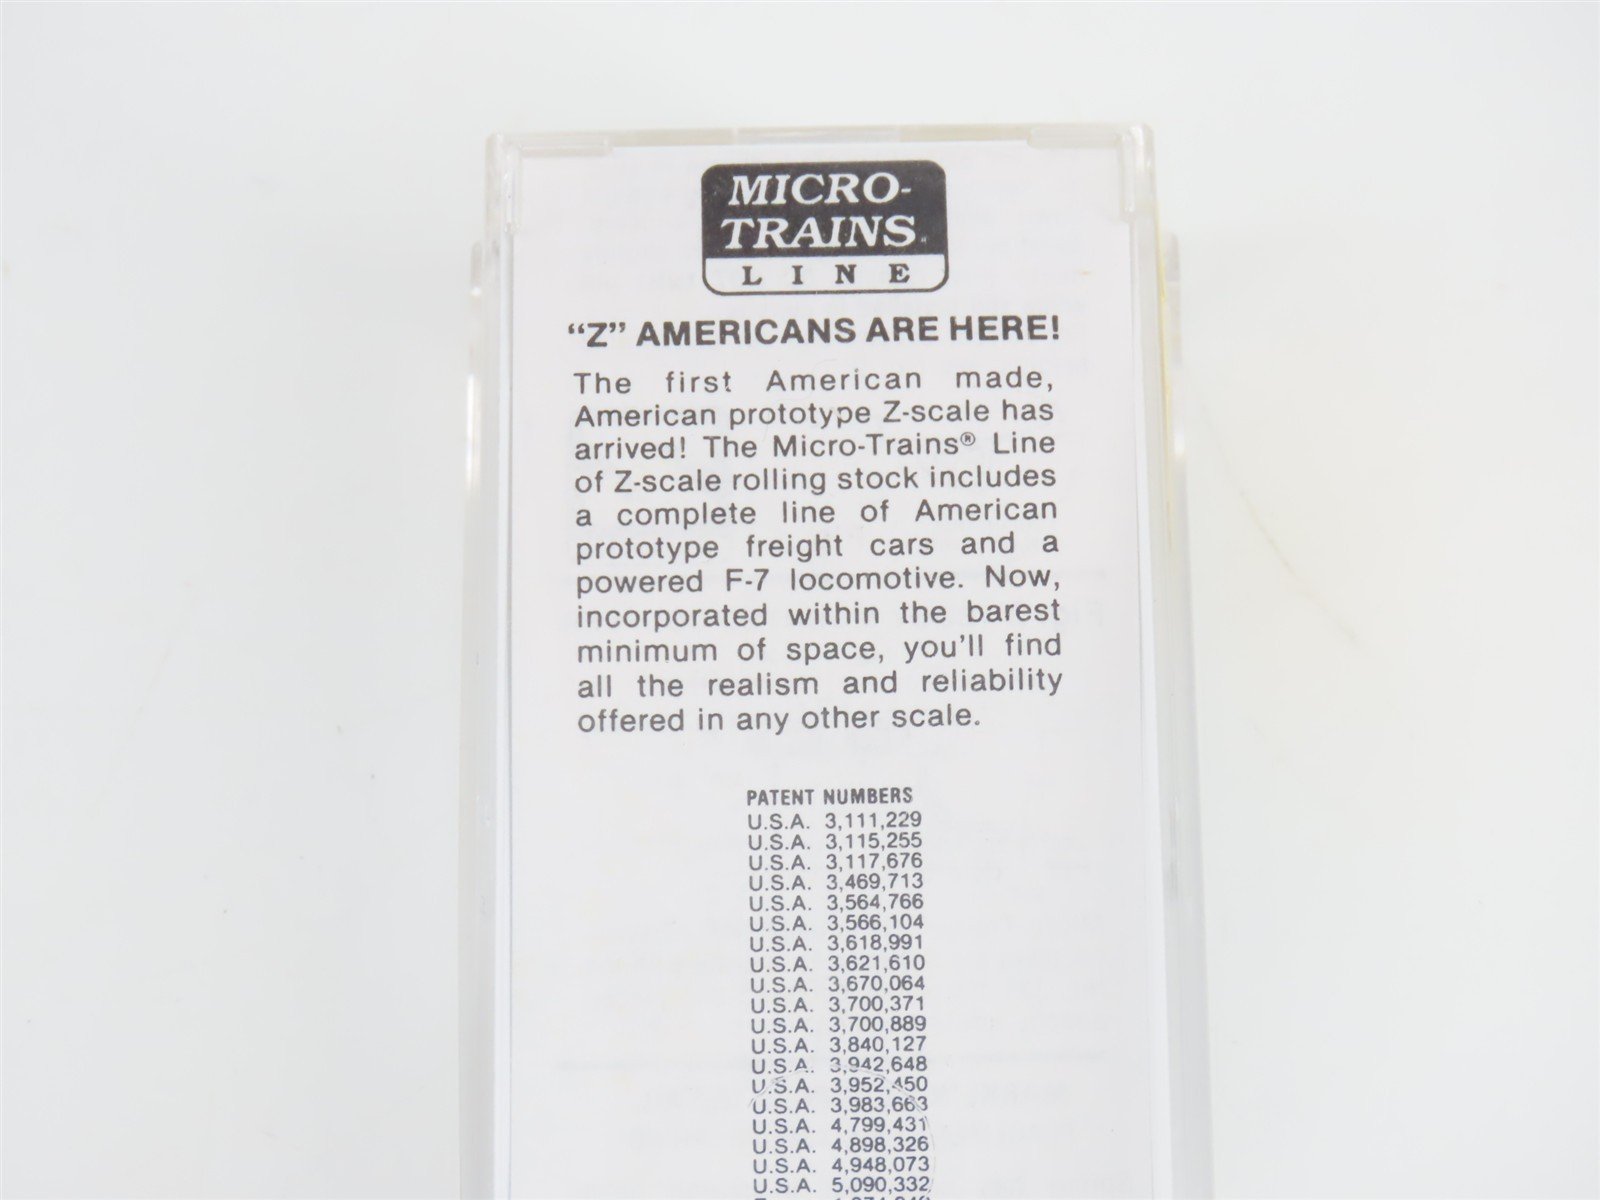 MICRO-
TRAINS
LINE
"Z" AMERICANS ARE HERE!
The first American made,
American prototype Z-scale has
arrived! The Micro-Trains® Line
of Z-scale rolling stock includes
a complete line of American
prototype freight cars and a
powered F-7 locomotive. Now,
incorporated within the barest
minimum of space, you'll find
all the realism and reliability
offered in any other scale.
PATENT NUMBERS
U.S.A. 3,111,229
U.S.A. 3,115,255
U.S.A. 3,117,676
U.S.A. 3,469,713
U.S.A. 3,564,766
U.S.A. 3,566,104
U.S.A. 3,618,991
U.S.A. 3,621,610
U.S.A. 3,670,064
U.S.A. 3,700,371
U.S.A. 3,700,889
U.S.A. 3,840,127
U.S.A. 3,942,648
U.S.A. 3,952,450
U.S.A. 3,983,663
U.S.A. 4,799,431
U.S.A. 4,898,326
U.S.A. 4,948,073
U.S.A. 5,090,332